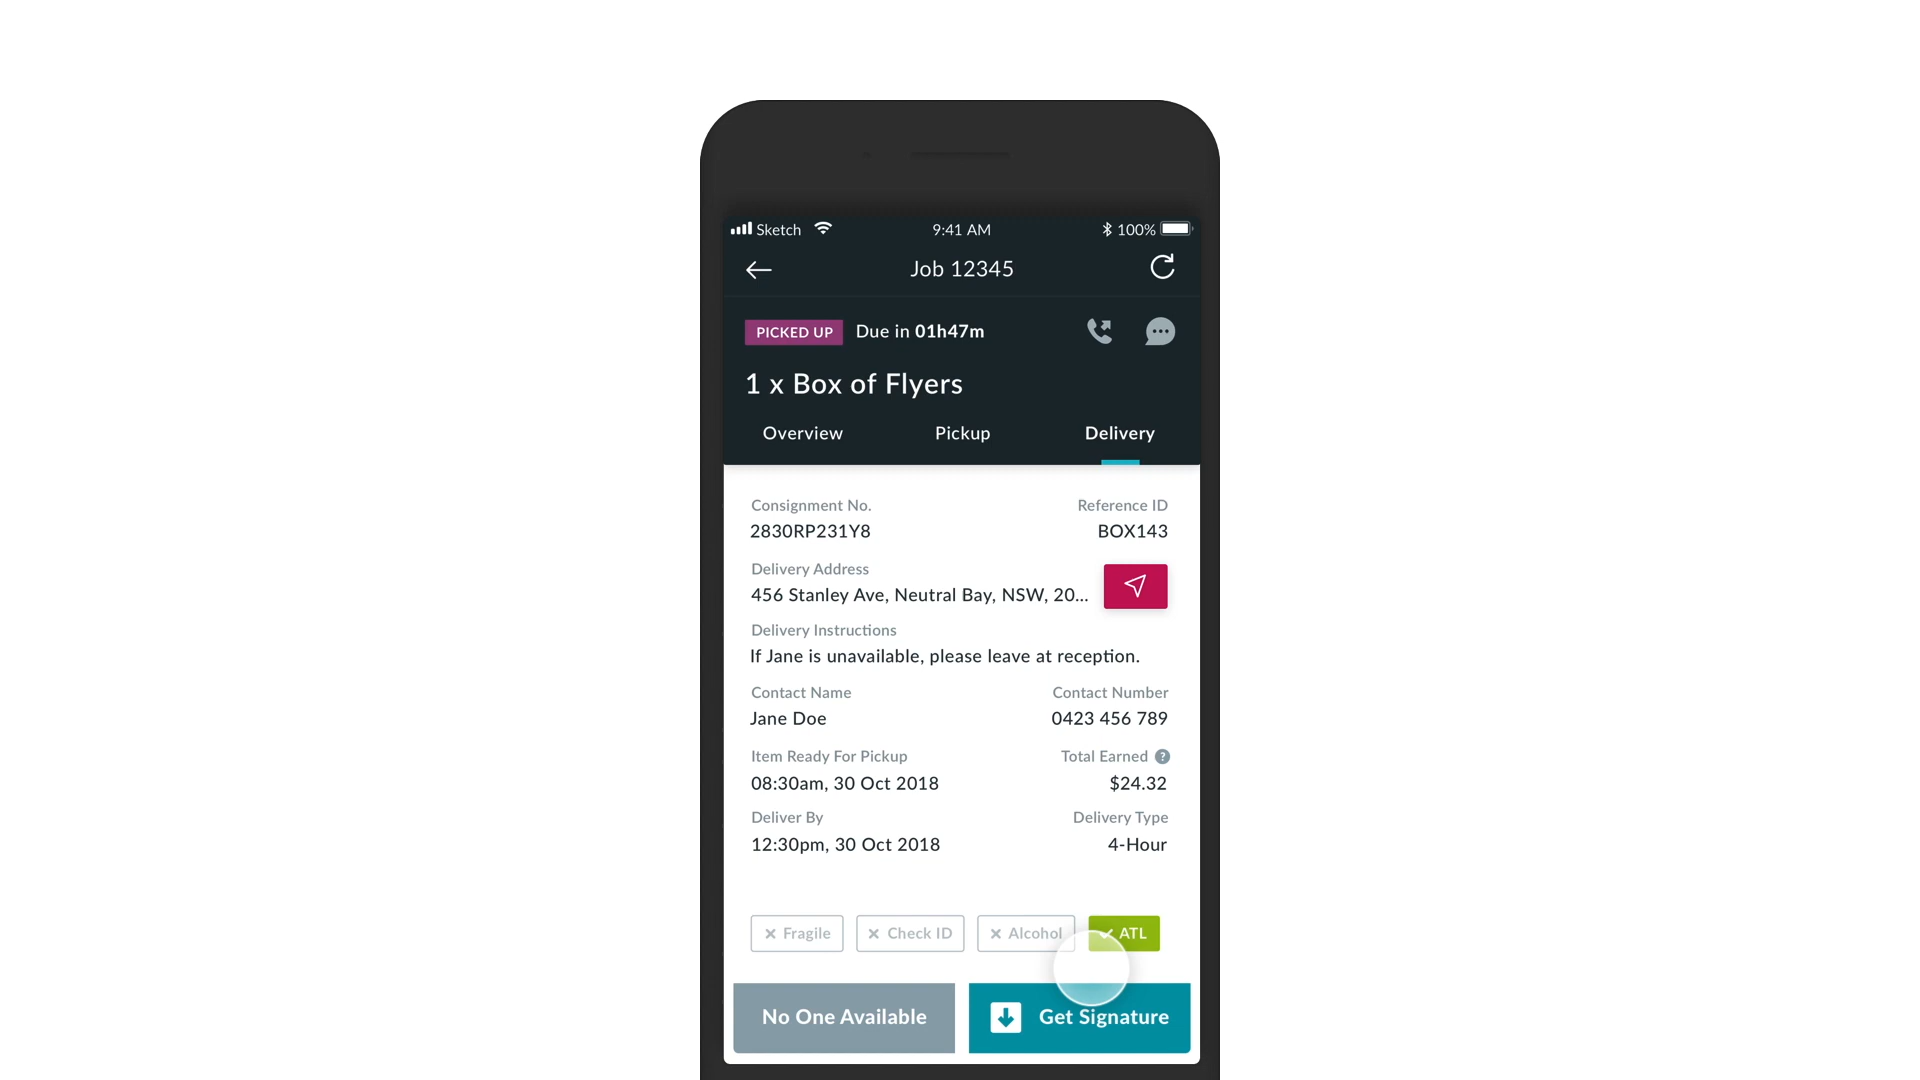 Sketch 9:41 AM 100%
Job 12345
PICKED UP Due in 01h47m
1 x Box of Flyers
Overview Pickup Delivery
Consignment No. Reference ID
2830RP231Y8 BOX143
Delivery Address
456 Stanley Ave, Neutral Bay, NSW, 20...
Delivery Instructions
If Jane is unavailable, please leave at reception.
Contact Name Contact Number
Jane Doe 0423 456 789
Item Ready For Pickup Total Earned ?
08:30am, 30 Oct 2018 $24.32
Deliver By Delivery Type
12:30pm, 30 Oct 2018 4-Hour
Fragile Check ID Alcohol ATL
No One Available Get Signature